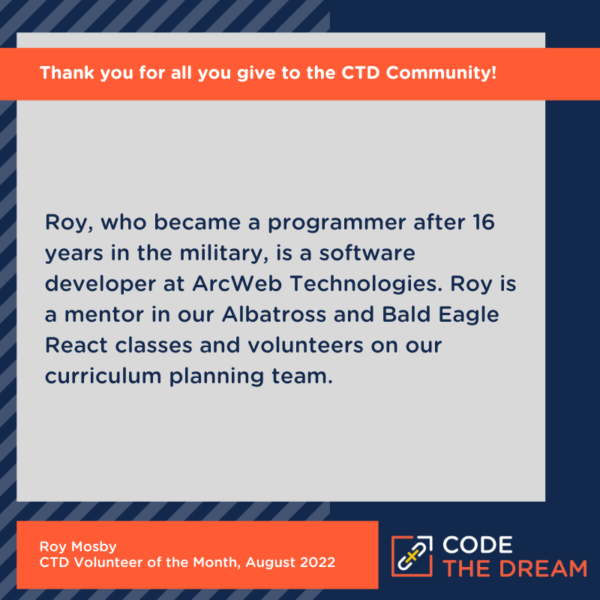 Thank you for all you give to the CTD Community!
Roy, who became a programmer after 16
years in the military, is a software
developer at ArcWeb Technologies. Roy is
a mentor in our Albatross and Bald Eagle
React classes and volunteers on our
curriculum planning team.
Roy Mosby
CTD Volunteer of the Month, August 2022
CODE
THE DREAM